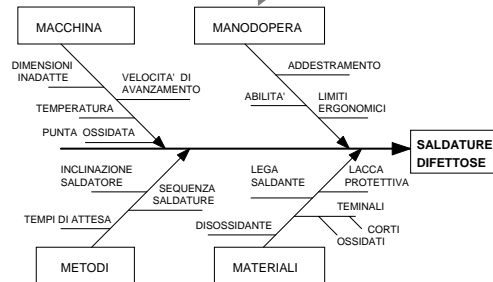 MACCHINA
MANODOPERA
DIMENSIONI
INADATTE
VELOCITA' DI
AVANZAMENTO
TEMPERATURA
PUNTA OSSIDATA
ADDESTRAMENTO
ABILITA'
LIMITI
ERGONOMICI
SALDATURE
DIFETTOSE
INCLINAZIONE
SALDATORE
SEQUENZA
SALDATURE
TEMPI DI ATTESA
LEGA
SALDANTE
LACCA
PROTETTIVA
TEMINALI
CORTI
OSSIDATI
DISOSSIDANTE
METODI
MATERIALI